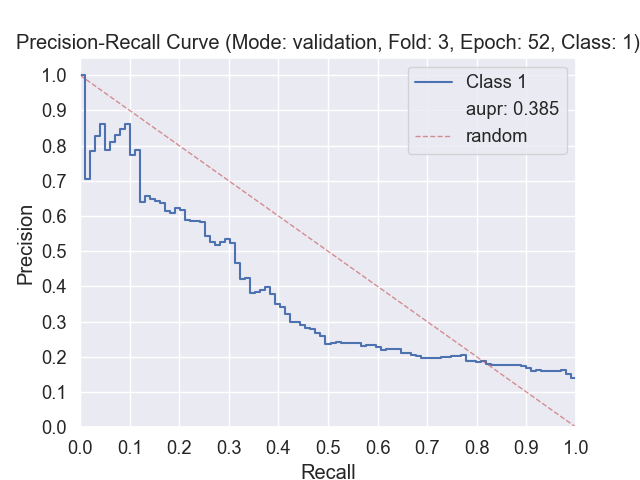 Precision-Recall Curve (Mode: validation, Fold: 3, Epoch: 52, Class: 1)
1.0
0.9
0.8
0.7
0.6
0.5
0.4
0.3
0.2
0.1
0.0
Precision
Class 1
aupr: 0.385
random
0.0 0.1 0.2 0.3 0.4 0.5 0.6 0.7 0.8 0.9 1.0
Recall